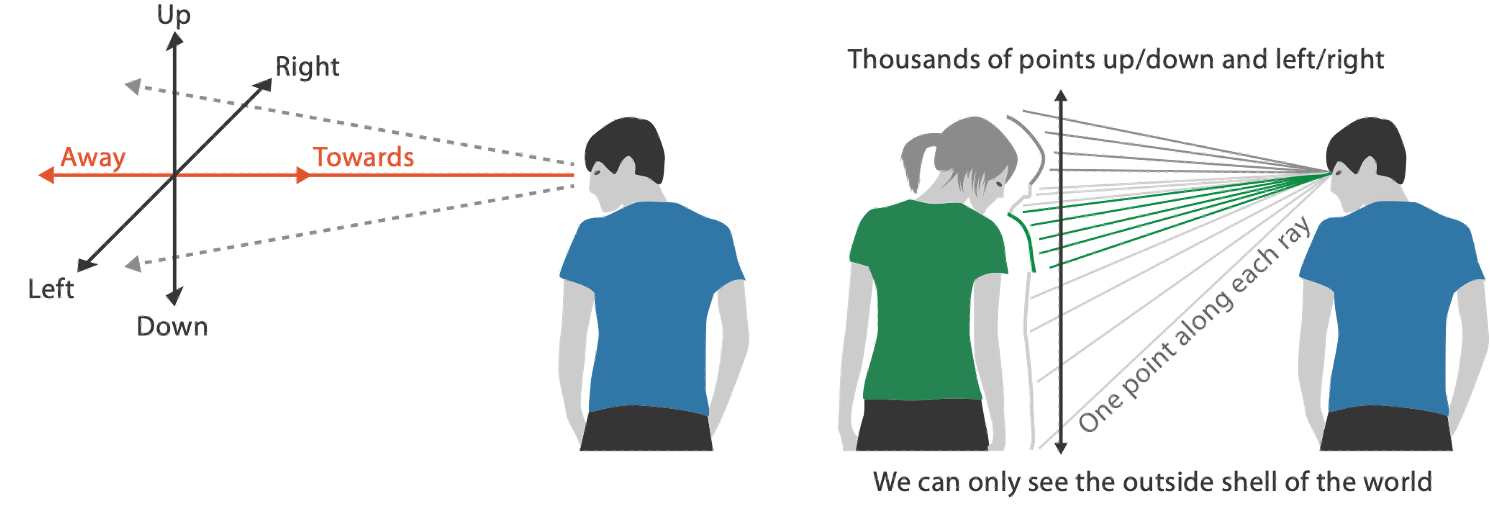 Up
Right
Away
Towards
Left
Down
Thousands of points up/down and left/right
One point along each ray
We can only see the outside shell of the world